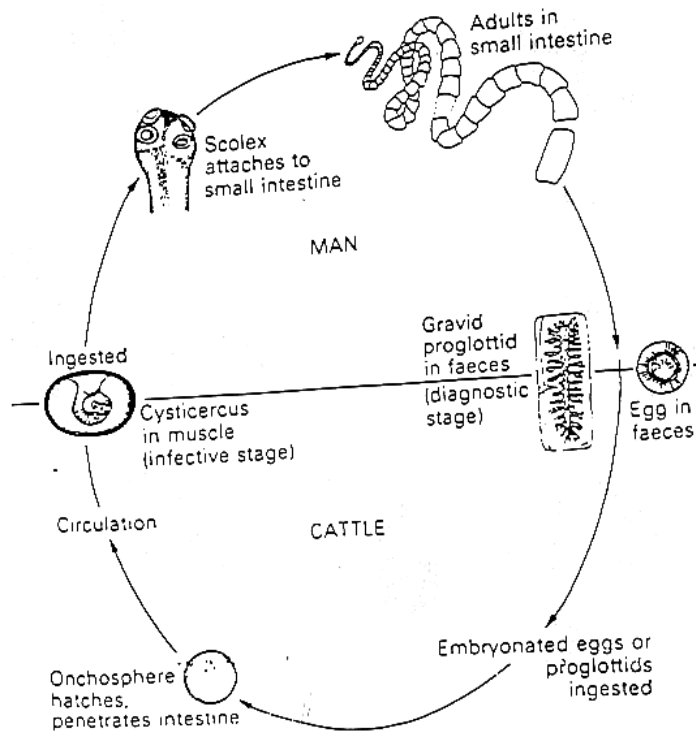 Adults in
small intestine
Scolex
attaches to
small intestine
MAN
Gravid
proglottid
in faeces
(diagnostic
stage)
Ingested
Cysticercus
in muscle
(infective stage)
Egg in
faeces
Circulation
CATTLE
Embryonated eggs or
proglottids
ingested
Onchosphere
hatches,
penetrates intestine